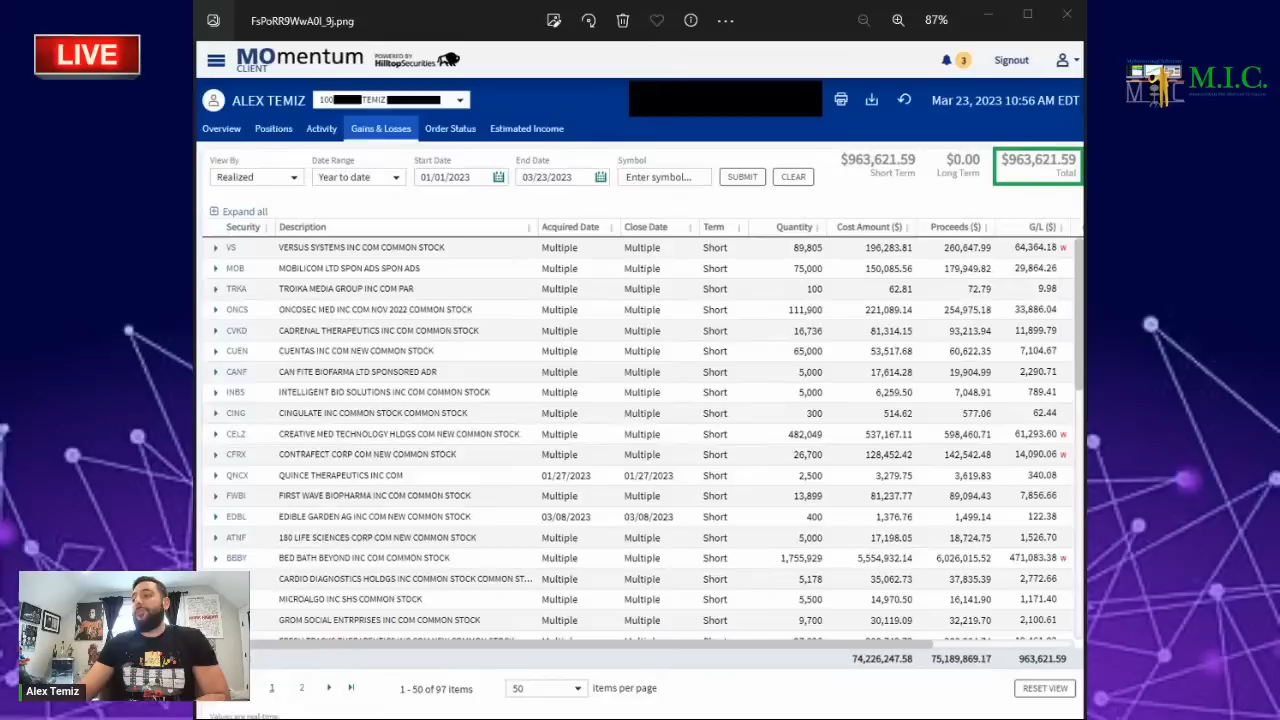 FsPoRR9WwA0I_9j.png
87%
LIVE
MOmentum
CLIENT
POWERED BY
HilltopSecurities
3
Signout
M.I.C.
ALEX TEMIZ
100 TEMIZ
Mar 23, 2023 10:56 AM EDT
Overview Positions Activity Gains & Losses Order Status Estimated Income
View By Date Range Start Date End Date Symbol
Realized Year to date 01/01/2023 03/23/2023 Enter symbol... SUBMIT CLEAR
$963,621.59 $0.00 $963,621.59
Short Term Long Term Total
Expand all
Security Description Acquired Date Close Date Term Quantity Cost Amount ($) Proceeds ($) G/L ($)
VS VERSUS SYSTEMS INC COM COMMON STOCK Multiple Multiple Short 89,805 196,283.81 260,647.99 64,364.18 W
MOB MOBILICOM LTD SPON ADS SPON ADS Multiple Multiple Short 75,000 150,085.56 179,949.82 29,864.26
TRKA TROIKA MEDIA GROUP INC COM PAR Multiple Multiple Short 100 62.81 72.79 9.98
ONCS ONCOSEC MED INC COM NOV 2022 COMMON STOCK Multiple Multiple Short 111,900 221,089.14 254,975.18 33,886.04
CVKD CADRENAL THERAPEUTICS INC COM COMMON STOCK Multiple Multiple Short 16,736 81,314.15 93,213.94 11,899.79
CUEN CUENTAS INC COM NEW COMMON STOCK Multiple Multiple Short 65,000 53,517.68 60,622.35 7,104.67
CANF CAN FITE BIOFARMA LTD SPONSORED ADR Multiple Multiple Short 5,000 17,614.28 19,904.99 2,290.71
INBS INTELLIGENT BIO SOLUTIONS INC COM COMMON STOCK Multiple Multiple Short 5,000 6,259.50 7,048.91 789.41
CING CINGULATE INC COMMON STOCK COMMON STOCK Multiple Multiple Short 300 514.62 577.06 62.44
CELZ CREATIVE MED TECHNOLOGY HLDGS COM NEW COMMON STOCK Multiple Multiple Short 482,049 537,167.11 598,460.71 61,293.60 W
CFRX CONTRAFECT CORP COM NEW COMMON STOCK Multiple Multiple Short 26,700 128,452.42 142,542.48 14,090.06 W
QNCX QUINCE THERAPEUTICS INC COM 01/27/2023 01/27/2023 Short 2,500 3,279.75 3,619.83 340.08
FWBI FIRST WAVE BIOPHARMA INC COM COMMON STOCK Multiple Multiple Short 13,899 81,237.77 89,094.43 7,856.66
EDBL EDIBLE GARDEN AG INC COM NEW COMMON STOCK 03/08/2023 03/08/2023 Short 400 1,376.76 1,499.14 122.38
ATNF 180 LIFE SCIENCES CORP COM NEW COMMON STOCK Multiple Multiple Short 5,000 17,198.05 18,724.75 1,526.70
BBBY BED BATH BEYOND INC COM COMMON STOCK Multiple Multiple Short 1,755,929 5,554,932.14 6,026,015.52 471,083.38 W
CARDIO DIAGNOSTICS HOLDGS INC COMMON STOCK COMMON ST... Multiple Multiple Short 5,178 35,062.73 37,835.39 2,772.66
MICROALGO INC SHS COMMON STOCK Multiple Multiple Short 5,500 14,970.50 16,141.90 1,171.40
GROM SOCIAL ENTRPRISES INC COM COMMON STOCK Multiple Multiple Short 9,700 30,119.09 32,219.70 2,100.61
74,226,247.58 75,189,869.17 963,621.59
1 2 1 - 50 of 97 items 50 items per page RESET VIEW
Alex Temiz
Values are real-time.